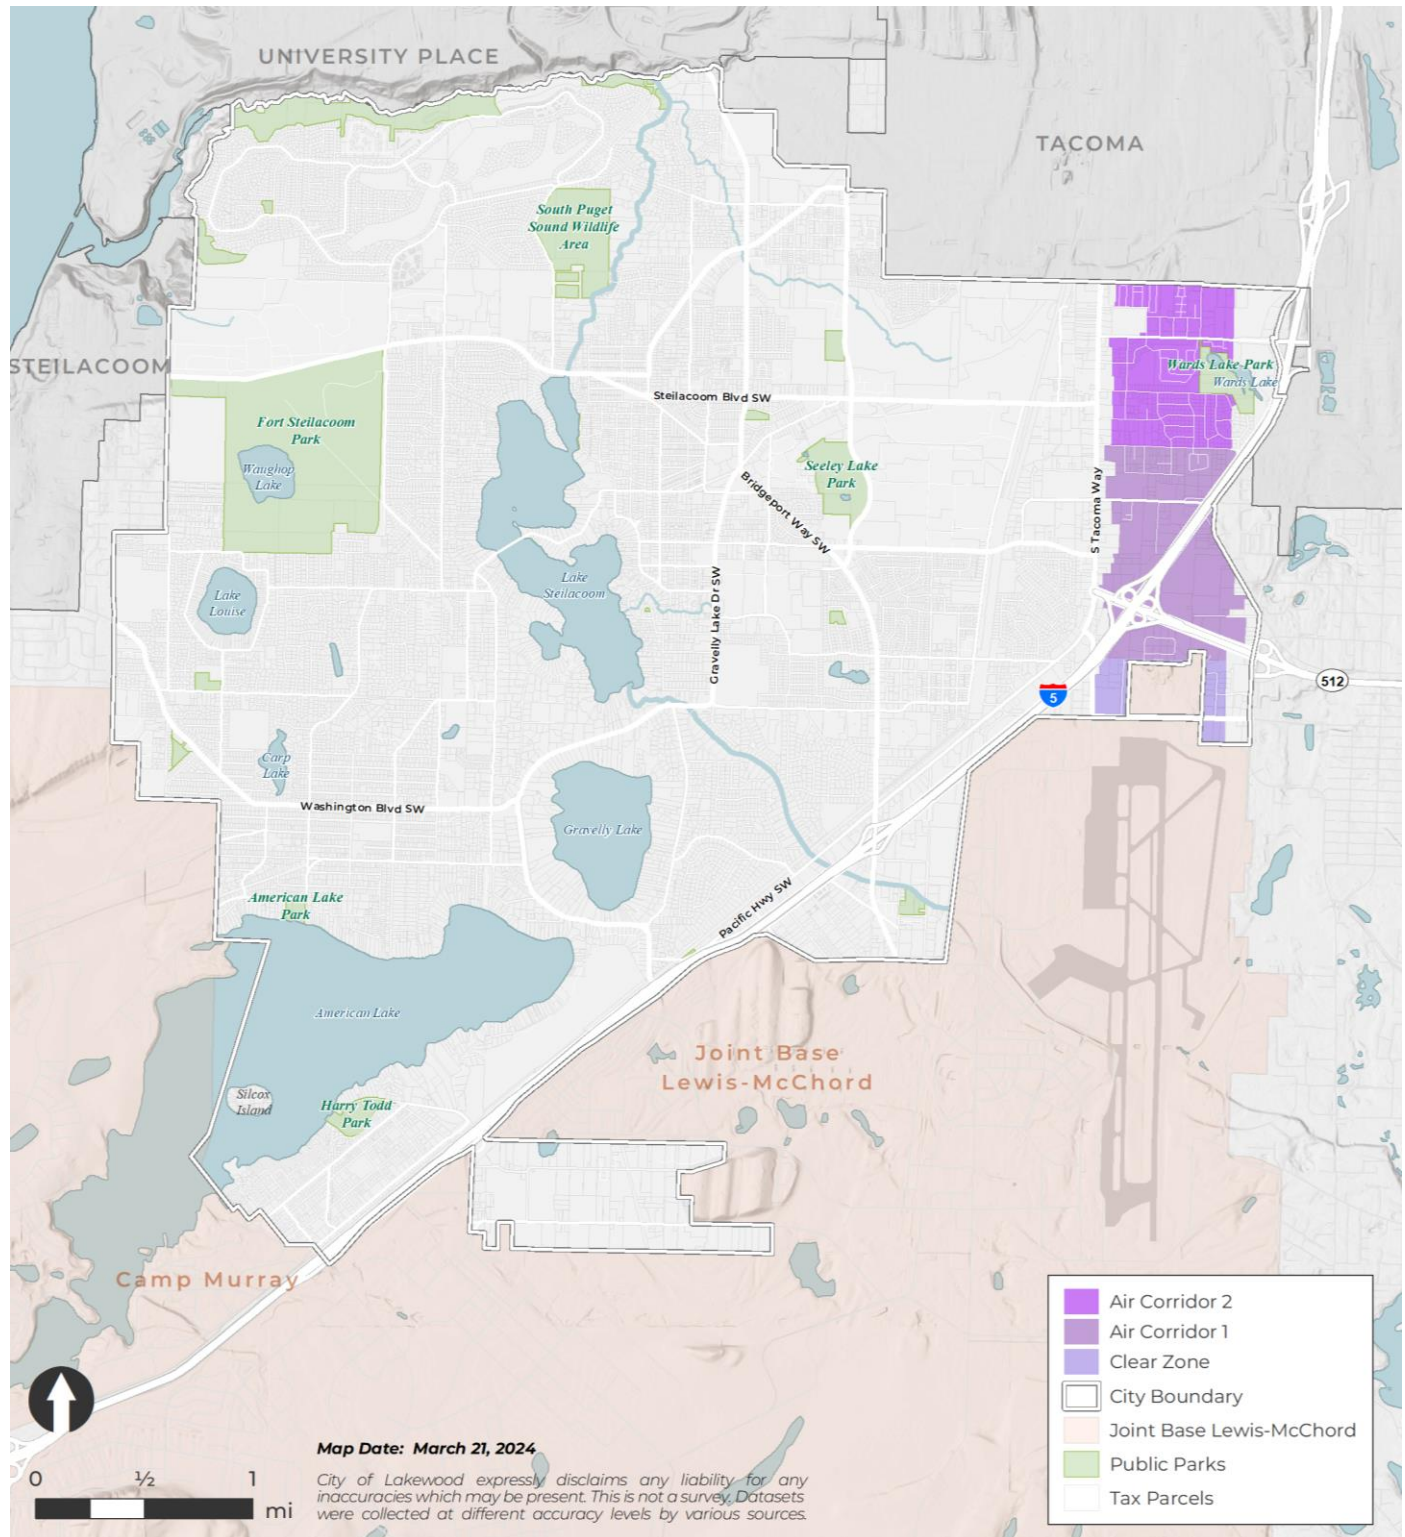 UNIVERSITY PLACE
TACOMA
South Puget
Sound Wildlife
Area
STEILACOOM
Wards Lake Park
Wards Lake
Steilacoom Blvd SW
Fort Steilacoom
Park
Waughop
Lake
Seeley Lake
Park
Bridgeport Way SW
S Tacoma Way
Lake
Steilacoom
Lake
Louise
Gravelly Lake Dr SW
512
5
Carp
Lake
Washington Blvd SW
Gravelly Lake
American Lake
Park
Pacific Hwy SW
American Lake
Joint Base
Lewis-McChord
Silcox
Island
Harry Todd
Park
Camp Murray
Air Corridor 2
Air Corridor 1
Clear Zone
City Boundary
Joint Base Lewis-McChord
Public Parks
Tax Parcels
0 ½ 1
mi
Map Date: March 21, 2024
City of Lakewood expressly disclaims any liability for any
inaccuracies which may be present. This is not a survey. Datasets
were collected at different accuracy levels by various sources.